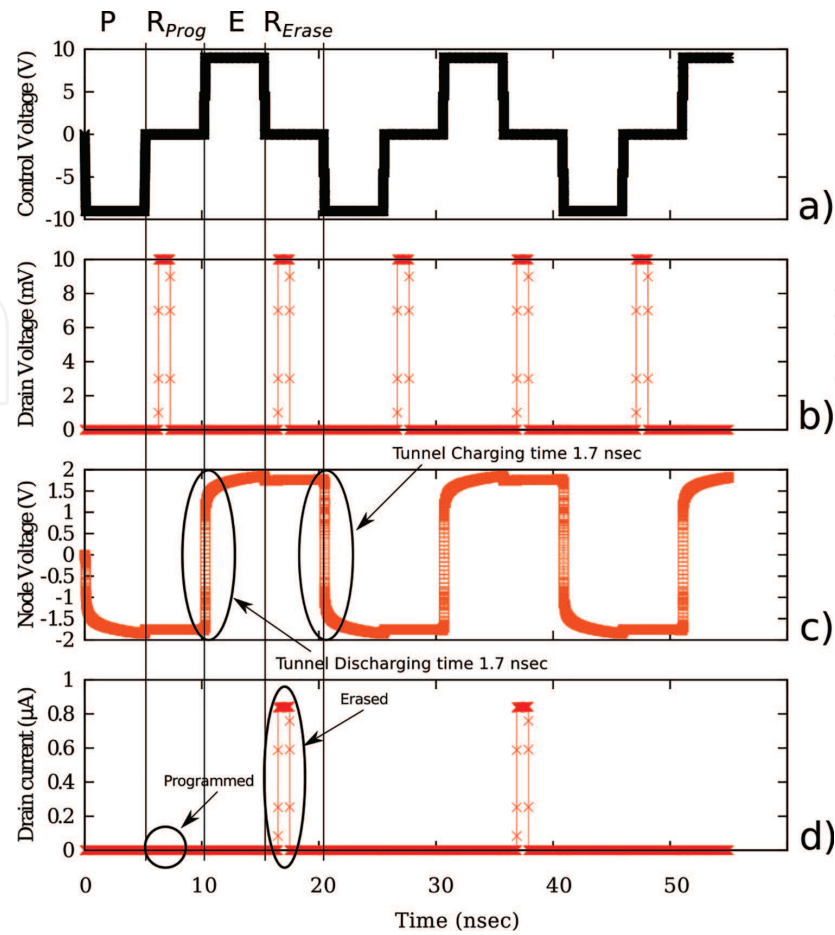 P R_Prog E R_Erase
Control Voltage (V)
10
5
0
-5
-10
a)
Drain Voltage (mV)
10
8
6
4
2
0
b)
Tunnel Charging time 1.7 nsec
Node Voltage (V)
2
1.5
1
0.5
0
-0.5
-1
-1.5
-2
c)
Tunnel Discharging time 1.7 nsec
Drain current (μA)
1
0.8
0.6
0.4
0.2
0
Erased
Programmed
d)
0 10 20 30 40 50
Time (nsec)